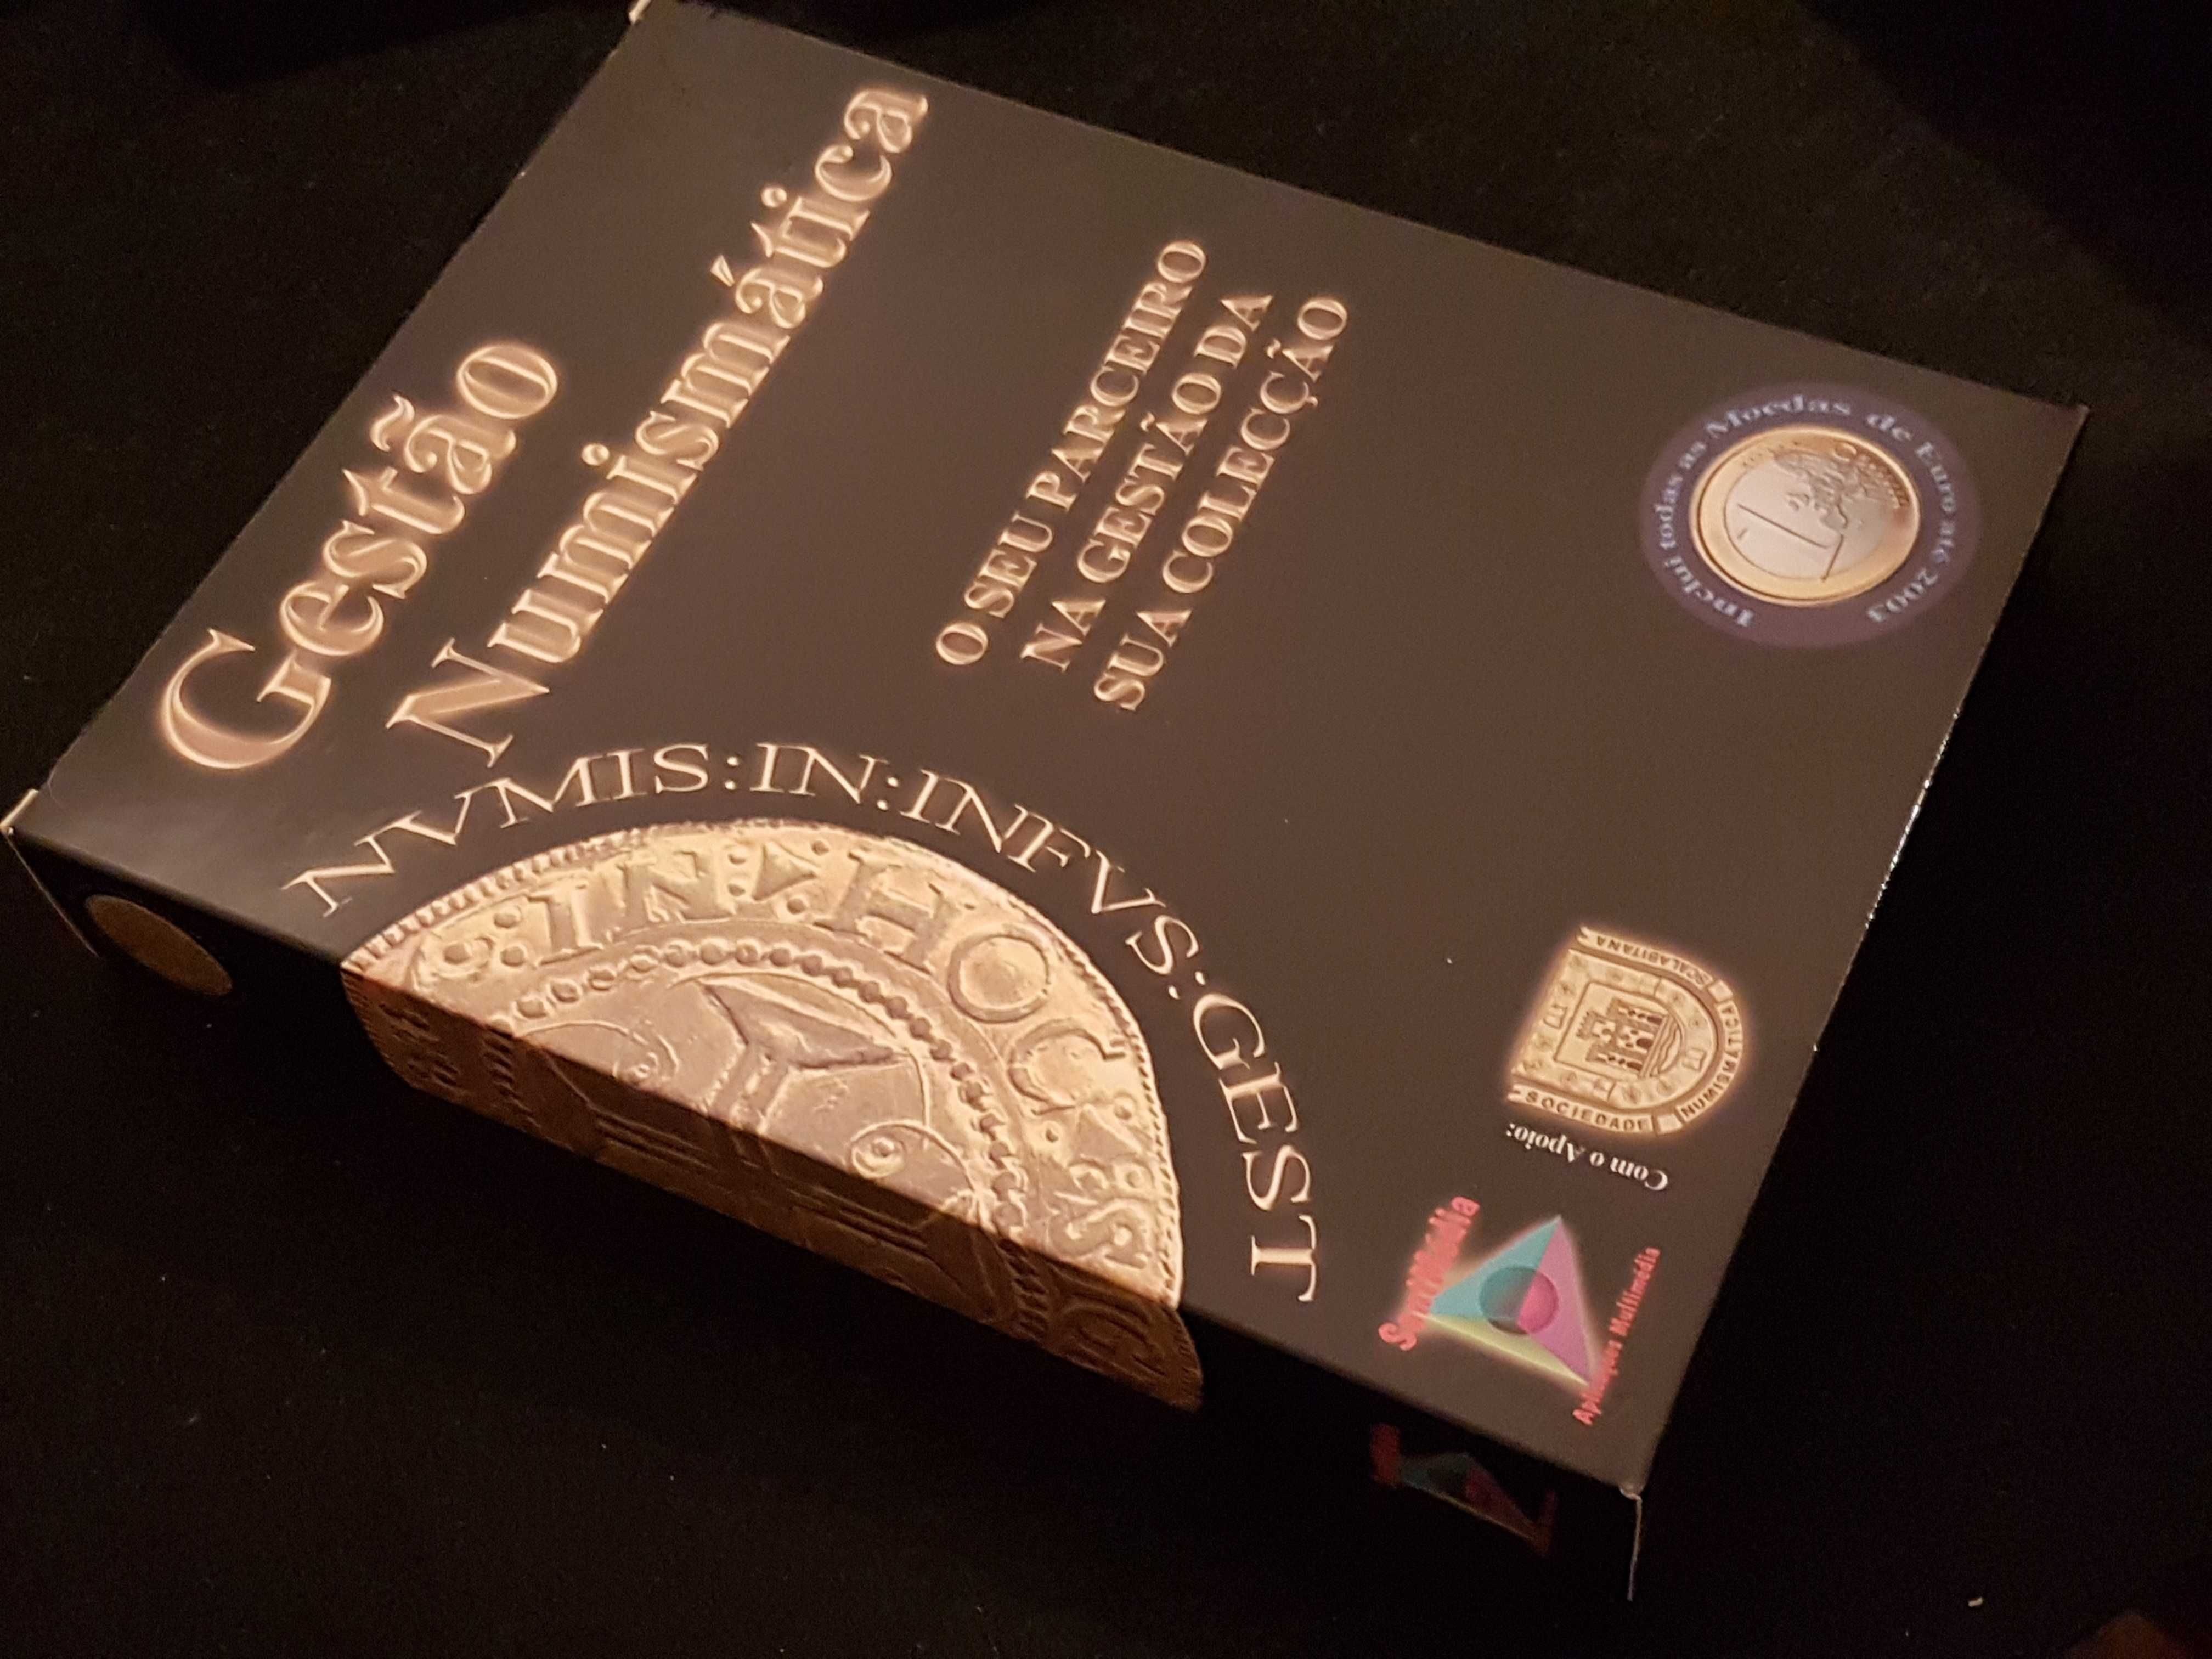 Gestão
Numismática
O SEU PARCEIRO
NA GESTÃO DA
SUA COLECÇÃO
NVMIS:IN:INFVS:GEST
IN HOC S
Inclui todas as Moedas de Euro até 2003
1
Com o Apoio:
SOCIEDADE NUMISMÁTICA SCALABITANA
Aplicações Multimédia